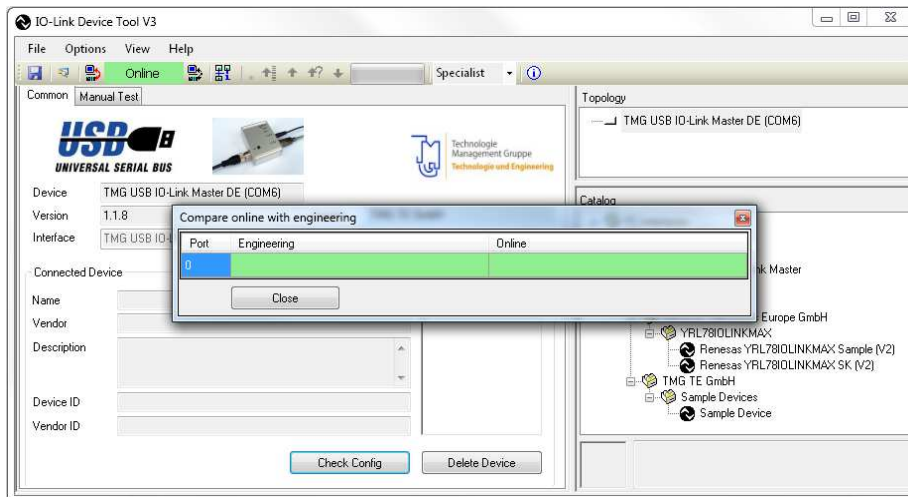 IO-Link Device Tool V3
File Options View Help
Online
Specialist
Common Manual Test
USB
UNIVERSAL SERIAL BUS
Technologie
Management Gruppe
Technologie und Engineering
Device TMG USB IO-Link Master DE (COM6)
Version 1.1.8
Interface TMG USB IO-L
Connected Device
Name
Vendor
Description
Device ID
Vendor ID
Check Config Delete Device
Compare online with engineering
Port Engineering Online
0
Close
Topology
TMG USB IO-Link Master DE (COM6)
Catalog
Master
Europe GmbH
YRL78IOLINKMAX
Renesas YRL78IOLINKMAX Sample (V2)
Renesas YRL78IOLINKMAX SK (V2)
TMG TE GmbH
Sample Devices
Sample Device